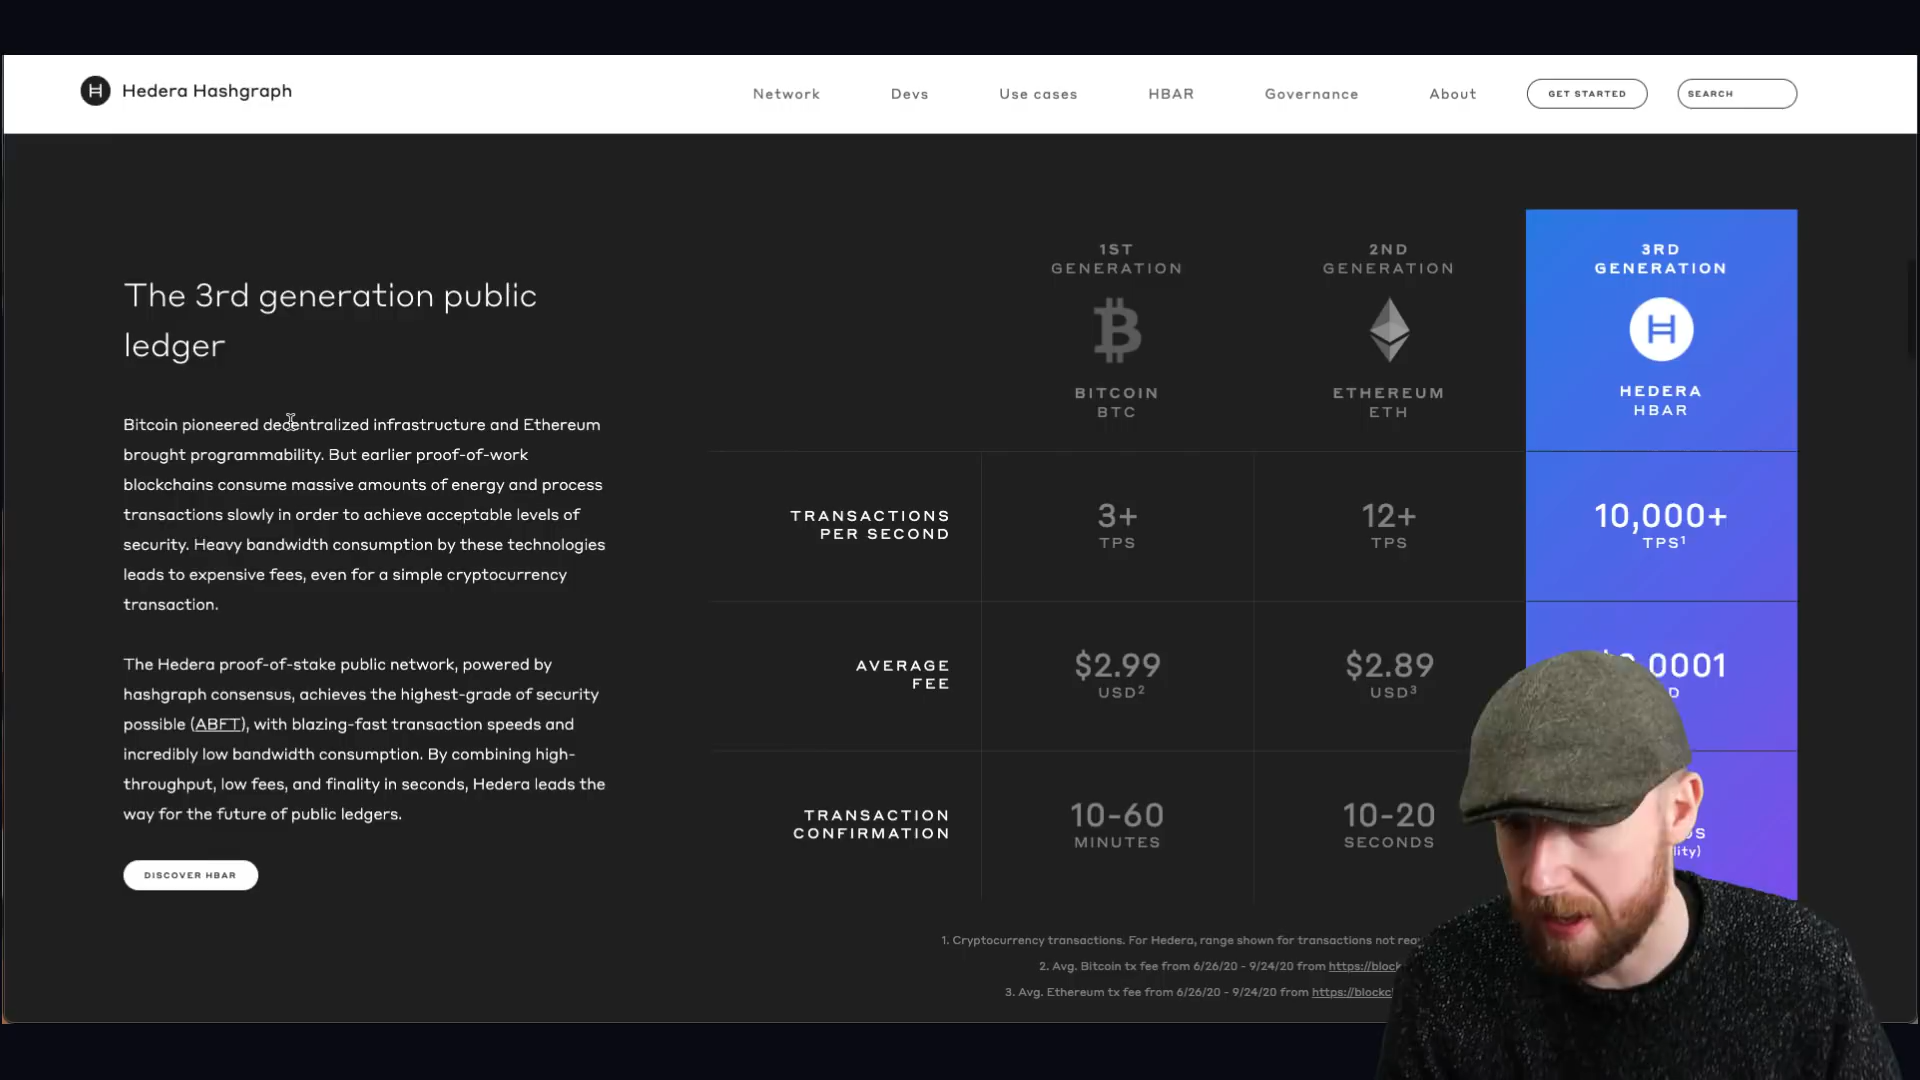 Hedera Hashgraph
Network
Devs
Use cases
HBAR
Governance
About
GET STARTED
SEARCH
The 3rd generation public
ledger
Bitcoin pioneered decentralized infrastructure and Ethereum
brought programmability. But earlier proof-of-work
blockchains consume massive amounts of energy and process
transactions slowly in order to achieve acceptable levels of
security. Heavy bandwidth consumption by these technologies
leads to expensive fees, even for a simple cryptocurrency
transaction.
The Hedera proof-of-stake public network, powered by
hashgraph consensus, achieves the highest-grade of security
possible (ABFT), with blazing-fast transaction speeds and
incredibly low bandwidth consumption. By combining high-
throughput, low fees, and finality in seconds, Hedera leads the
way for the future of public ledgers.
DISCOVER HBAR
1ST
GENERATION
BITCOIN
BTC
2ND
GENERATION
ETHEREUM
ETH
3RD
GENERATION
HEDERA
HBAR
TRANSACTIONS
PER SECOND
3+
TPS
12+
TPS
10,000+
TPS¹
AVERAGE
FEE
$2.99
USD²
$2.89
USD³
.0001
TRANSACTION
CONFIRMATION
10-60
MINUTES
10-20
SECONDS
1. Cryptocurrency transactions. For Hedera, range shown for transactions not
2. Avg. Bitcoin tx fee from 6/26/20 - 9/24/20 from https://block
3. Avg. Ethereum tx fee from 6/26/20 - 9/24/20 from https://blockc